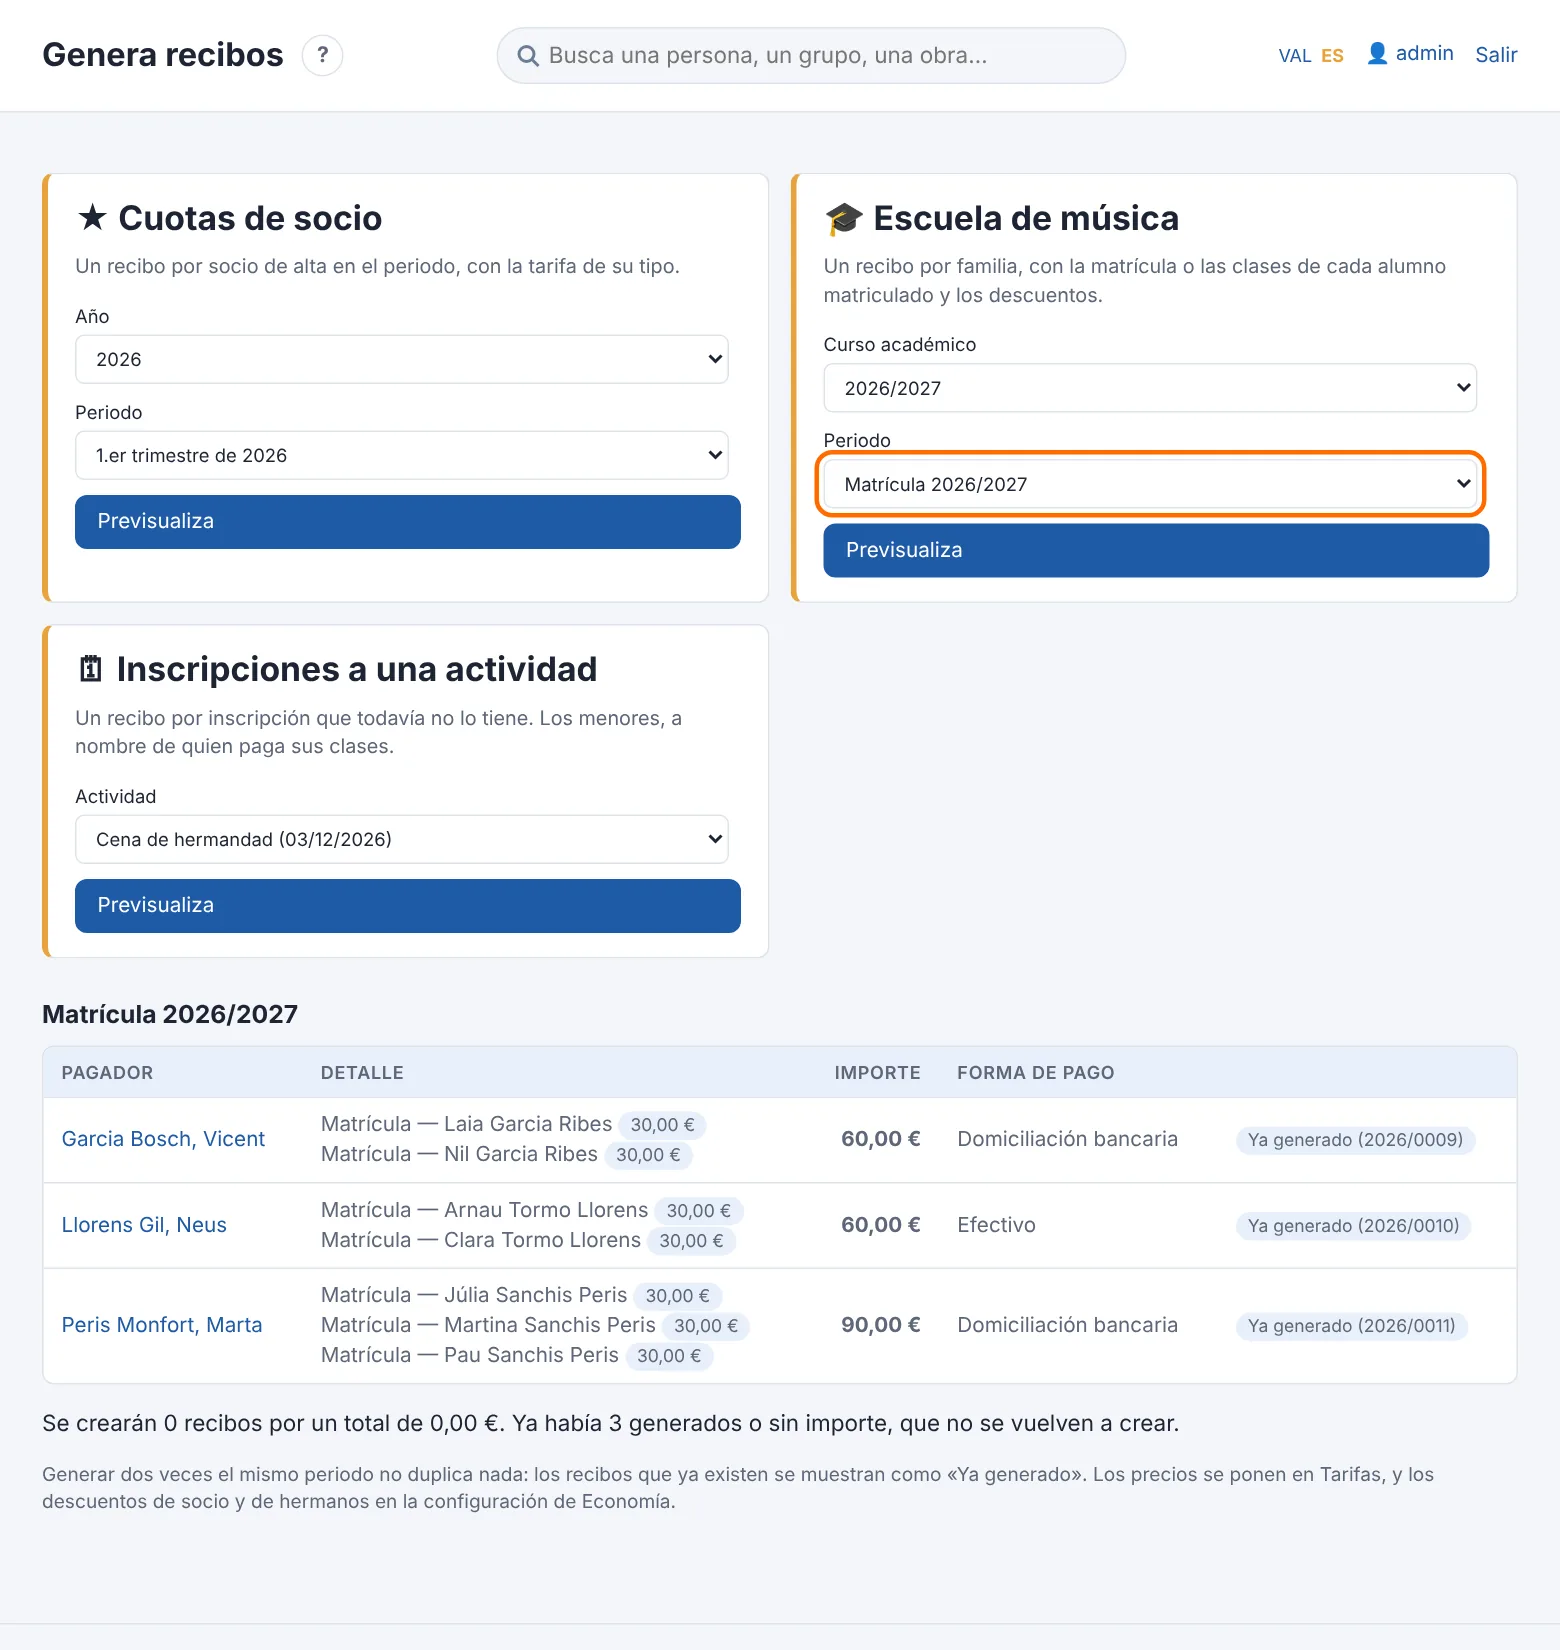 Genera recibos ?
Busca una persona, un grupo, una obra...
VAL ES admin Salir
★ Cuotas de socio
Un recibo por socio de alta en el periodo, con la tarifa de su tipo.
Año
2026
Periodo
1.er trimestre de 2026
Previsualiza
Escuela de música
Un recibo por familia, con la matrícula o las clases de cada alumno
matriculado y los descuentos.
Curso académico
2026/2027
Periodo
Matrícula 2026/2027
Previsualiza
Inscripciones a una actividad
Un recibo por inscripción que todavía no lo tiene. Los menores, a
nombre de quien paga sus clases.
Actividad
Cena de hermandad (03/12/2026)
Previsualiza
Matrícula 2026/2027
PAGADOR DETALLE IMPORTE FORMA DE PAGO
Garcia Bosch, Vicent
Matrícula — Laia Garcia Ribes 30,00 €
Matrícula — Nil Garcia Ribes 30,00 €
60,00 € Domiciliación bancaria Ya generado (2026/0009)
Llorens Gil, Neus
Matrícula — Arnau Tormo Llorens 30,00 €
Matrícula — Clara Tormo Llorens 30,00 €
60,00 € Efectivo Ya generado (2026/0010)
Peris Monfort, Marta
Matrícula — Júlia Sanchis Peris 30,00 €
Matrícula — Martina Sanchis Peris 30,00 €
Matrícula — Pau Sanchis Peris 30,00 €
90,00 € Domiciliación bancaria Ya generado (2026/0011)
Se crearán 0 recibos por un total de 0,00 €. Ya había 3 generados o sin importe, que no se vuelven a crear.
Generar dos veces el mismo periodo no duplica nada: los recibos que ya existen se muestran como «Ya generado». Los precios se ponen en Tarifas, y los
descuentos de socio y de hermanos en la configuración de Economía.